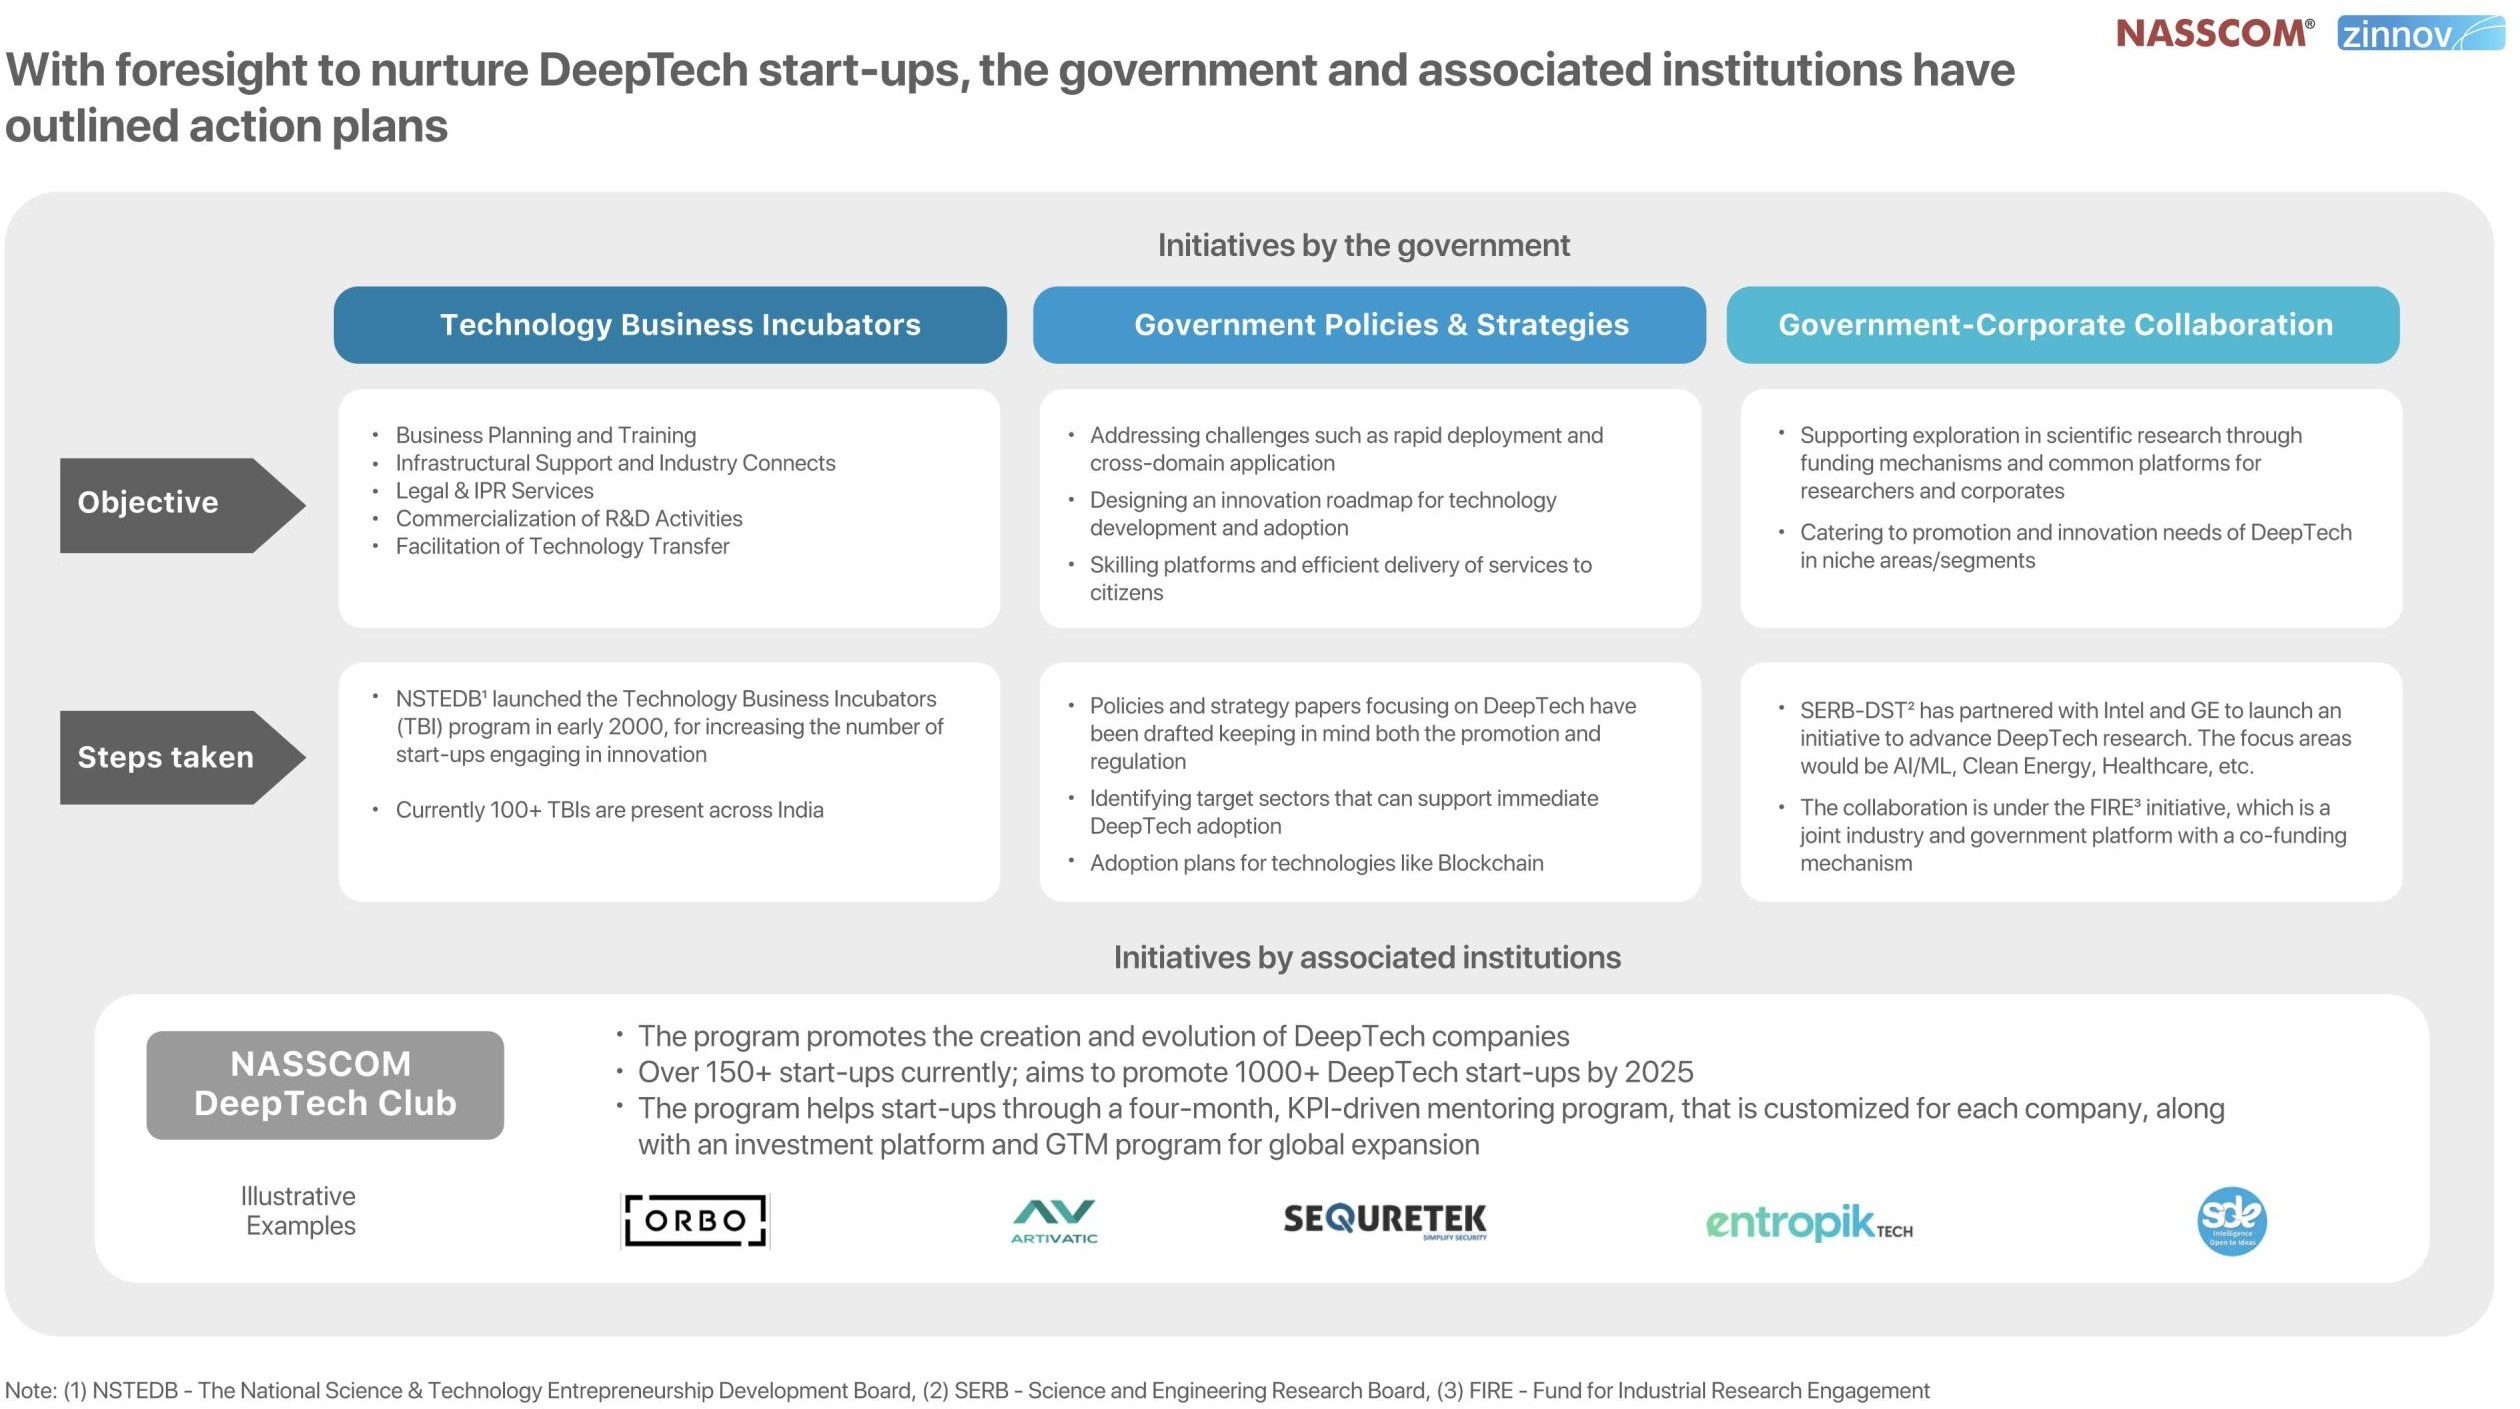 NASSCOM® zinnov
With foresight to nurture DeepTech start-ups, the government and associated institutions have
outlined action plans
Initiatives by the government
Technology Business Incubators
Government Policies & Strategies
Government-Corporate Collaboration
Objective
• Business Planning and Training
• Infrastructural Support and Industry Connects
• Legal & IPR Services
• Commercialization of R&D Activities
• Facilitation of Technology Transfer
• Addressing challenges such as rapid deployment and
cross-domain application
• Designing an innovation roadmap for technology
development and adoption
• Skilling platforms and efficient delivery of services to
citizens
• Supporting exploration in scientific research through
funding mechanisms and common platforms for
researchers and corporates
• Catering to promotion and innovation needs of DeepTech
in niche areas/segments
Steps taken
• NSTEDB¹ launched the Technology Business Incubators
(TBI) program in early 2000, for increasing the number of
start-ups engaging in innovation
• Currently 100+ TBIs are present across India
• Policies and strategy papers focusing on DeepTech have
been drafted keeping in mind both the promotion and
regulation
• Identifying target sectors that can support immediate
DeepTech adoption
• Adoption plans for technologies like Blockchain
• SERB-DST² has partnered with Intel and GE to launch an
initiative to advance DeepTech research. The focus areas
would be AI/ML, Clean Energy, Healthcare, etc.
• The collaboration is under the FIRE³ initiative, which is a
joint industry and government platform with a co-funding
mechanism
Initiatives by associated institutions
NASSCOM
DeepTech Club
• The program promotes the creation and evolution of DeepTech companies
• Over 150+ start-ups currently; aims to promote 1000+ DeepTech start-ups by 2025
• The program helps start-ups through a four-month, KPI-driven mentoring program, that is customized for each company, along
with an investment platform and GTM program for global expansion
Illustrative
Examples
ORBO
ARTIVATIC
SEQURETEK
SIMPLIFY SECURITY
entropik TECH
sde
Intelligence
Open to Ideas
Note: (1) NSTEDB - The National Science & Technology Entrepreneurship Development Board, (2) SERB - Science and Engineering Research Board, (3) FIRE - Fund for Industrial Research Engagement